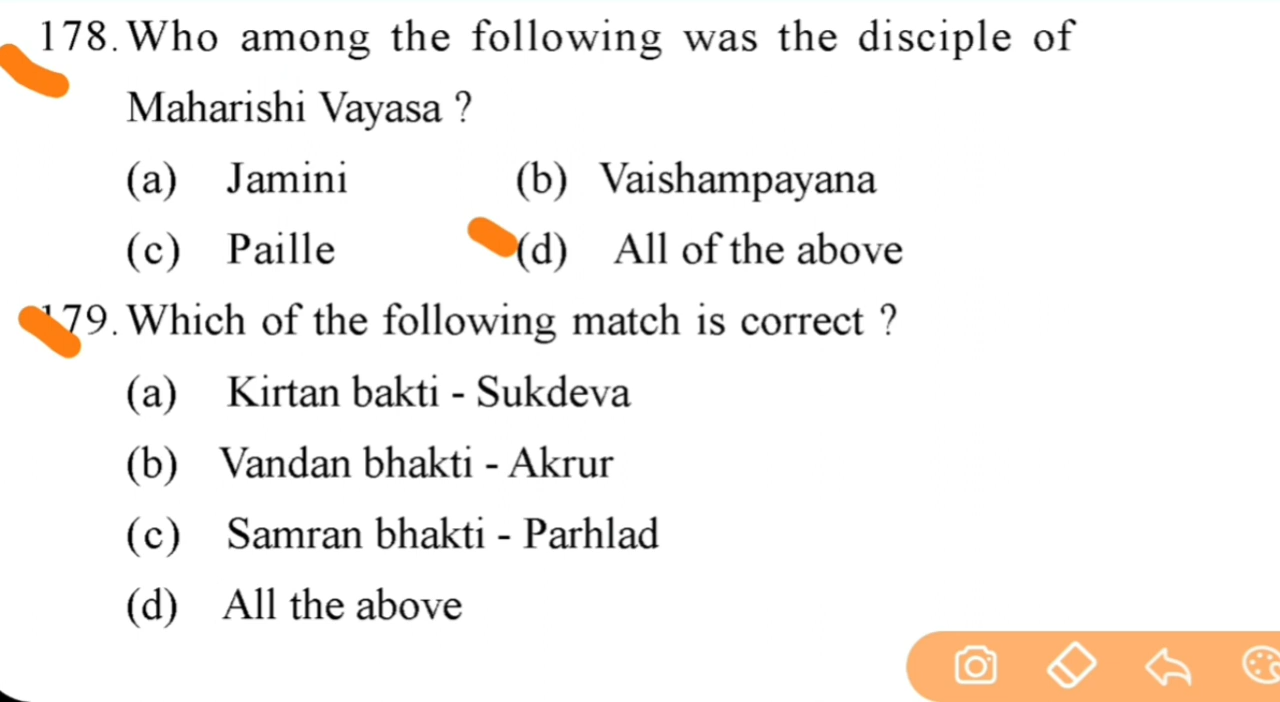 178. Who among the following was the disciple of
Maharishi Vayasa ?
(a) Jamini (b) Vaishampayana
(c) Paille (d) All of the above
179. Which of the following match is correct ?
(a) Kirtan bakti - Sukdeva
(b) Vandan bhakti - Akrur
(c) Samran bhakti - Parhlad
(d) All the above